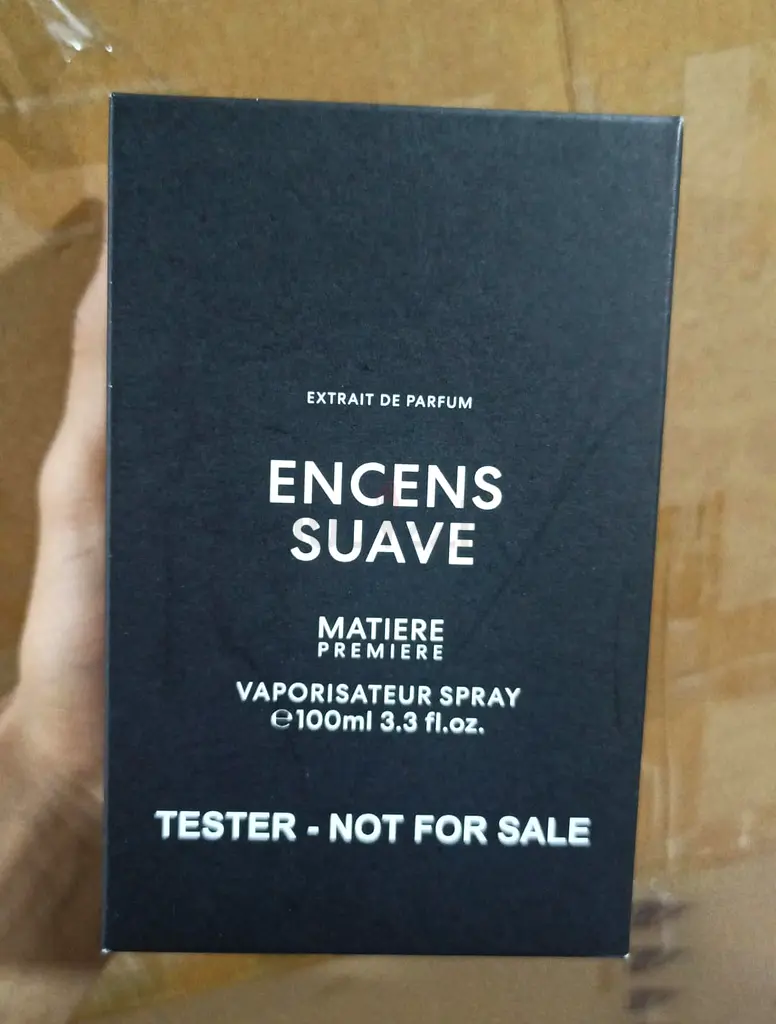 EXTRAIT DE PARFUM
ENCENS
SUAVE
MATIERE
PREMIERE
VAPORISATEUR SPRAY
℮100ml 3.3 fl.oz.
TESTER - NOT FOR SALE